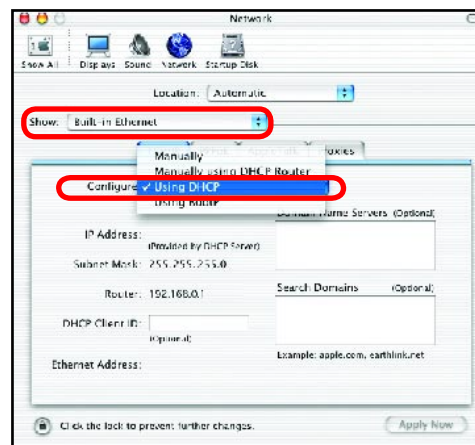 Network
Show All Displays Sound Network Startup Disk
Location: Automatic
Show: Built-in Ethernet
Proxies
Manually
Manually using DHCP Router
Configure ✓ Using DHCP
Using BootP
Domain Name Servers (Optional)
IP Address:
(Provided by DHCP Server)
Subnet Mask: 255.255.255.0
Router: 192.168.0.1
Search Domains (Optional)
DHCP Client ID:
(Optional)
Example: apple.com, earthlink.net
Ethernet Address:
Click the lock to prevent further changes.
Apply Now